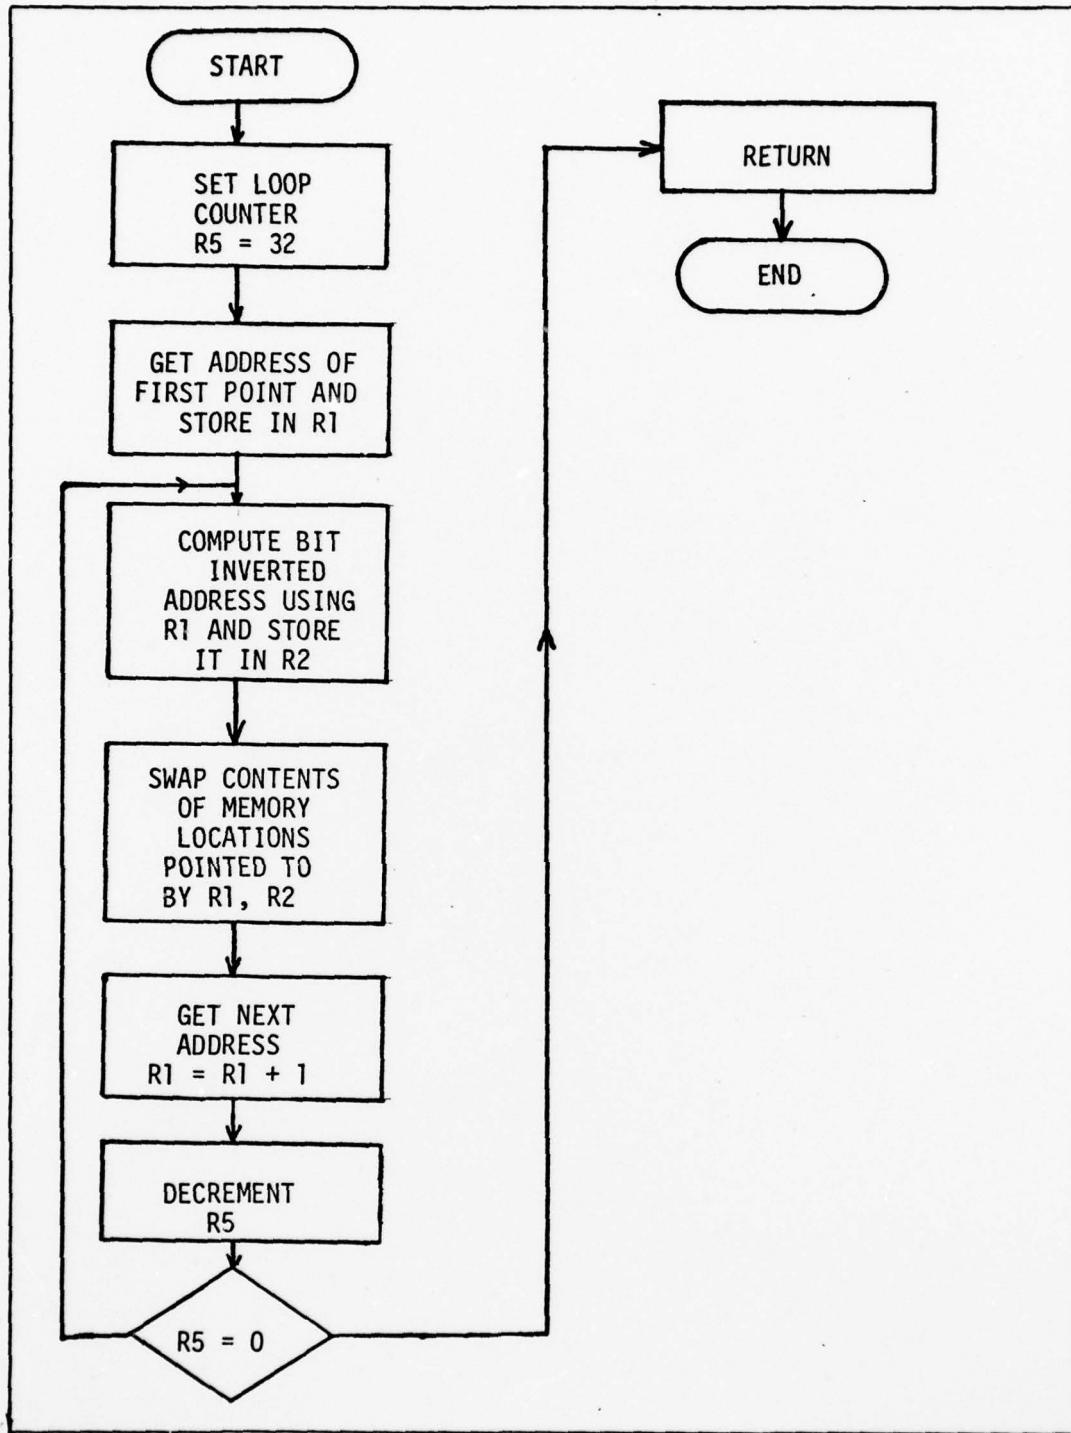 START
SET LOOP
COUNTER
R5 = 32
GET ADDRESS OF
FIRST POINT AND
STORE IN R1
COMPUTE BIT
INVERTED
ADDRESS USING
R1 AND STORE
IT IN R2
SWAP CONTENTS
OF MEMORY
LOCATIONS
POINTED TO
BY R1, R2
GET NEXT
ADDRESS
R1 = R1 + 1
DECREMENT
R5
R5 = 0
RETURN
END